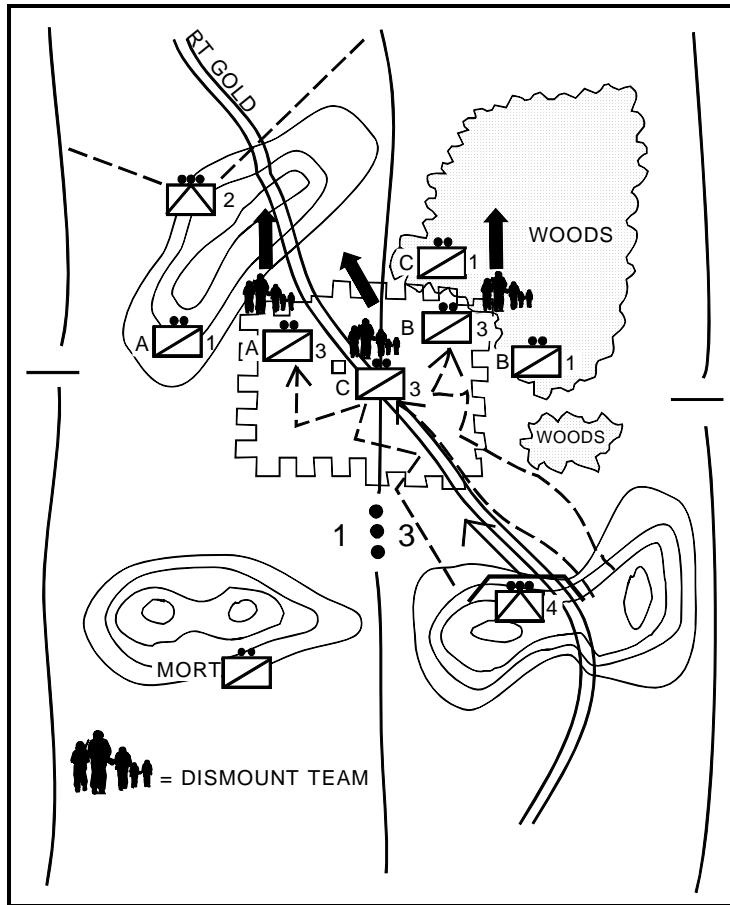 RT GOLD
2
WOODS
C 1
B 3
A 1
[A 3
B 1
C 3
WOODS
1 3
4
MORT
= DISMOUNT TEAM